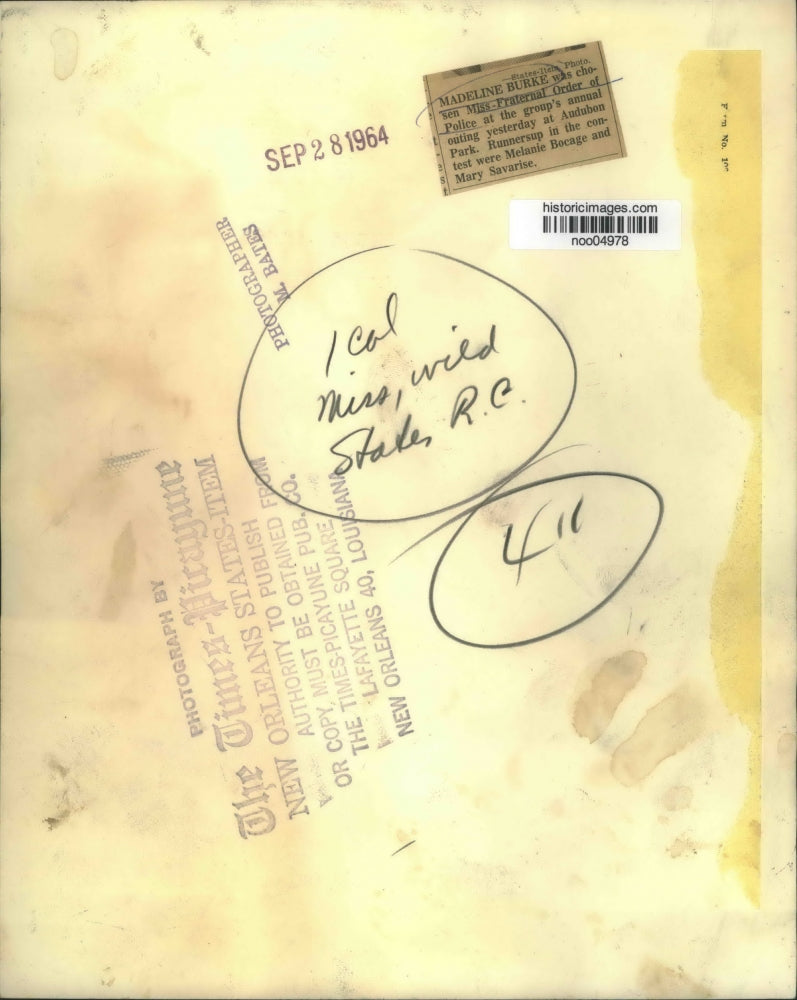 —States-Item Photo.
MADELINE BURKE was cho-
sen Miss-Fraternal Order of
Police at the group's annual
outing yesterday at Audubon
Park. Runnersup in the con-
test were Melanie Bocage and
Mary Savarise.
SEP 28 1964
historicimages.com
noo04978
PHOTOGRAPHER
M. BATES
1 col
Miss, wild
States R.C.
411
PHOTOGRAPH BY
The Times-Picayune
NEW ORLEANS STATES-ITEM
AUTHORITY TO PUBLISH
OR COPY, MUST BE OBTAINED FROM
THE TIMES-PICAYUNE PUB. CO.
LAFAYETTE SQUARE
NEW ORLEANS 40, LOUISIANA
No.